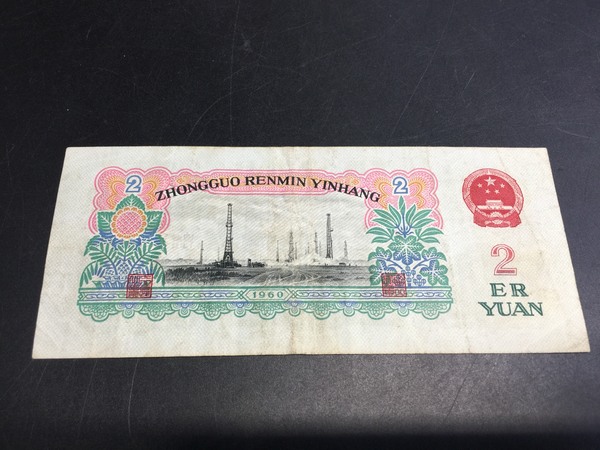 2
ZHONGGUO RENMIN YINHANG
2
2
ER
YUAN
1960